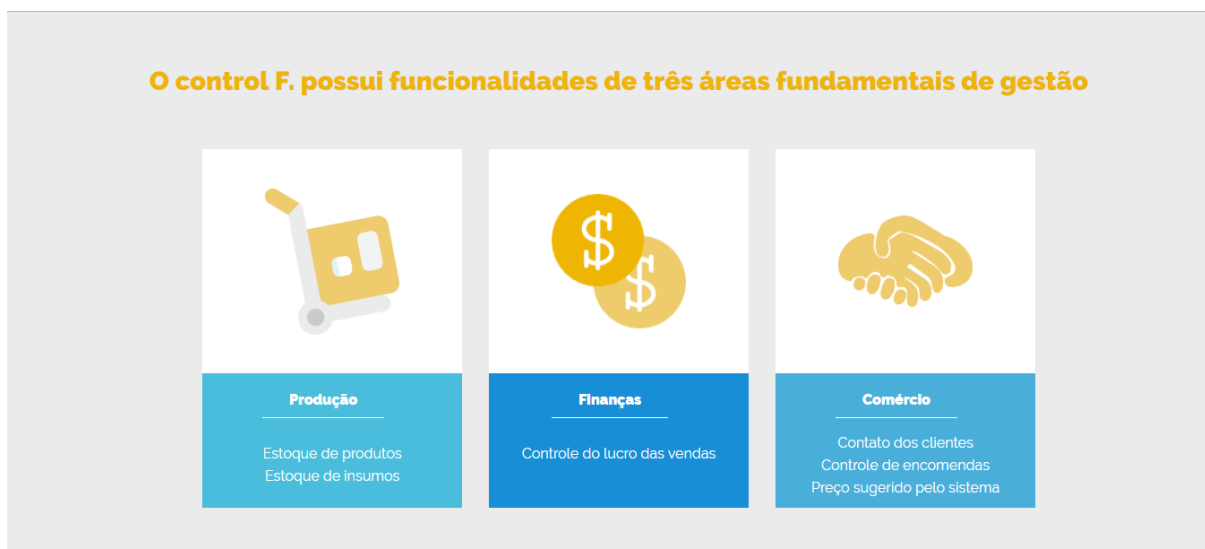 O control F. possui funcionalidades de três áreas fundamentais de gestão
Produção
Estoque de produtos
Estoque de insumos
Finanças
Controle do lucro das vendas
Comércio
Contato dos clientes
Controle de encomendas
Preço sugerido pelo sistema